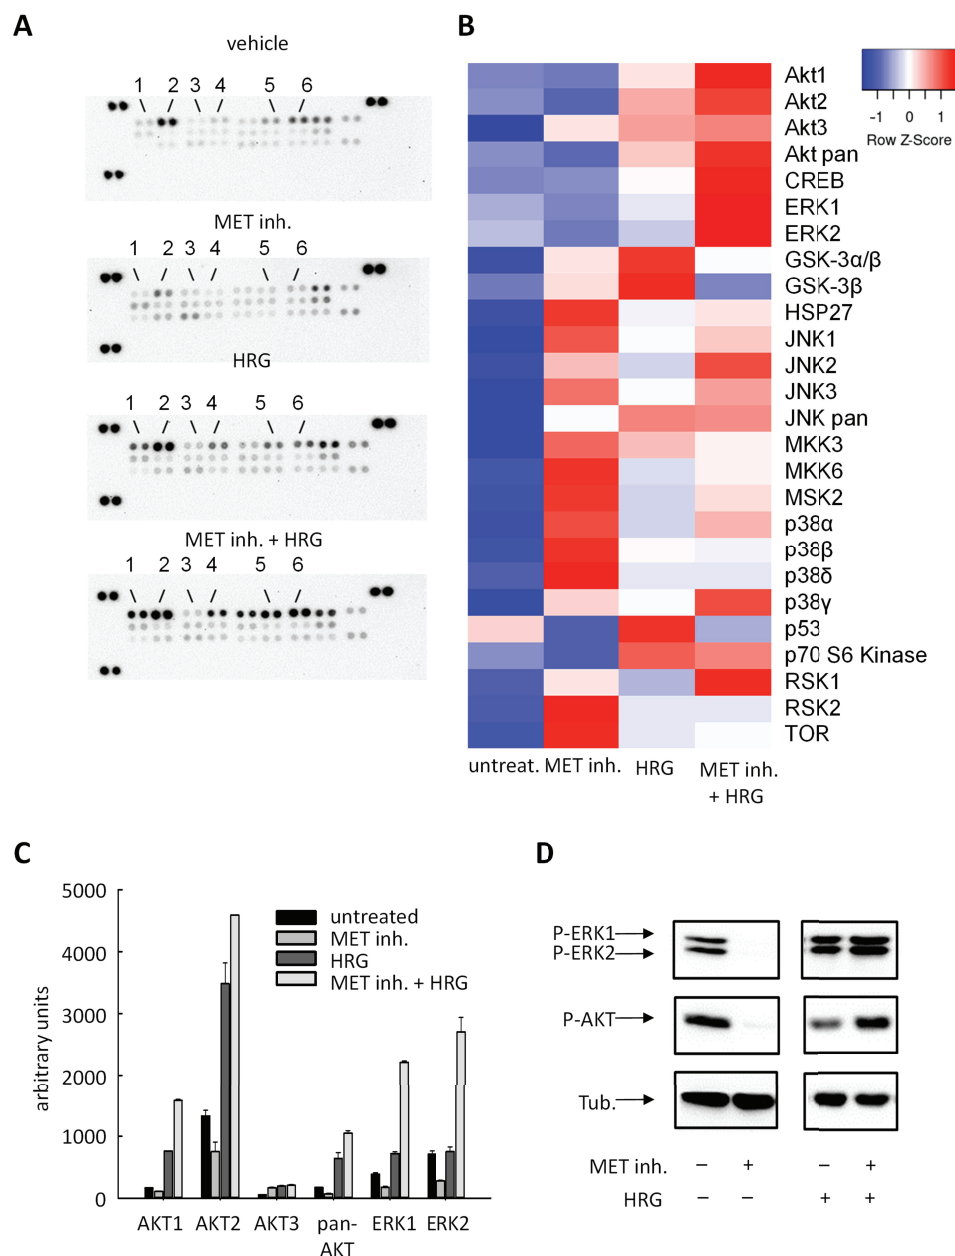 A
vehicle
1 2 3 4 5 6
MET inh.
1 2 3 4 5 6
HRG
1 2 3 4 5 6
MET inh. + HRG
1 2 3 4 5 6
B
Akt1
Akt2
Akt3
Akt pan
CREB
ERK1
ERK2
GSK-3α/β
GSK-3β
HSP27
JNK1
JNK2
JNK3
JNK pan
MKK3
MKK6
MSK2
p38α
p38β
p38δ
p38γ
p53
p70 S6 Kinase
RSK1
RSK2
TOR
-1 0 1
Row Z-Score
untreat. MET inh. HRG MET inh.
+ HRG
C
5000
4000
3000
2000
1000
0
arbitrary units
untreated
MET inh.
HRG
MET inh. + HRG
AKT1 AKT2 AKT3 pan- ERK1 ERK2
AKT
D
P-ERK1
P-ERK2
P-AKT
Tub.
MET inh. – + – +
HRG – – + +